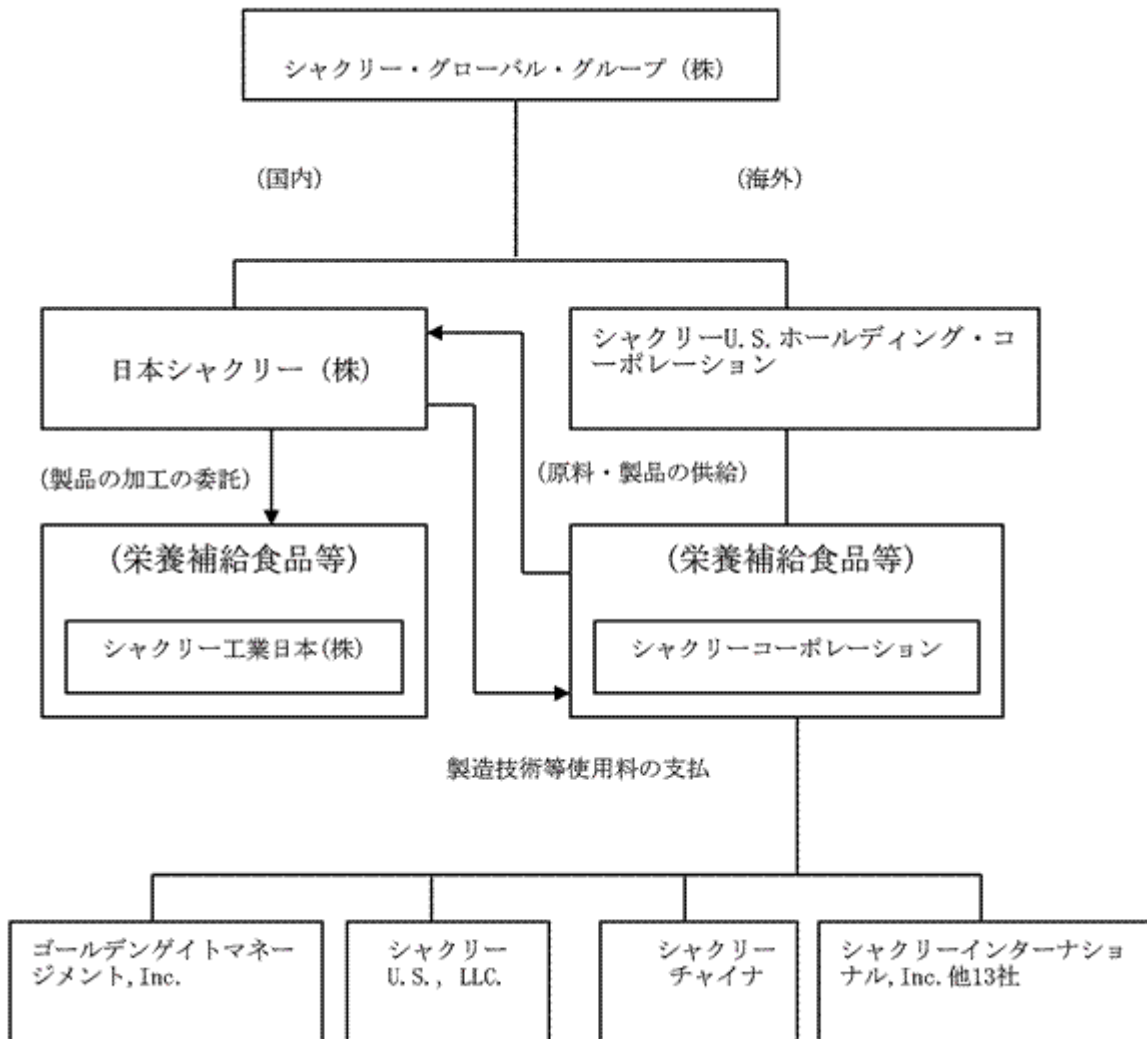 シャクリー・グローバル・グループ (株)
(国内)
(海外)
日本シャクリー (株)
シャクリーU.S.ホールディング・コ
ーポレーション
(製品の加工の委託)
(原料・製品の供給)
(栄養補給食品等)
シャクリー工業日本(株)
(栄養補給食品等)
シャクリーコーポレーション
製造技術等使用料の支払
ゴールデンゲイトマネー
ジメント,Inc.
シャクリー
U.S., LLC.
シャクリー
チャイナ
シャクリーインターナショ
ナル,Inc.他13社